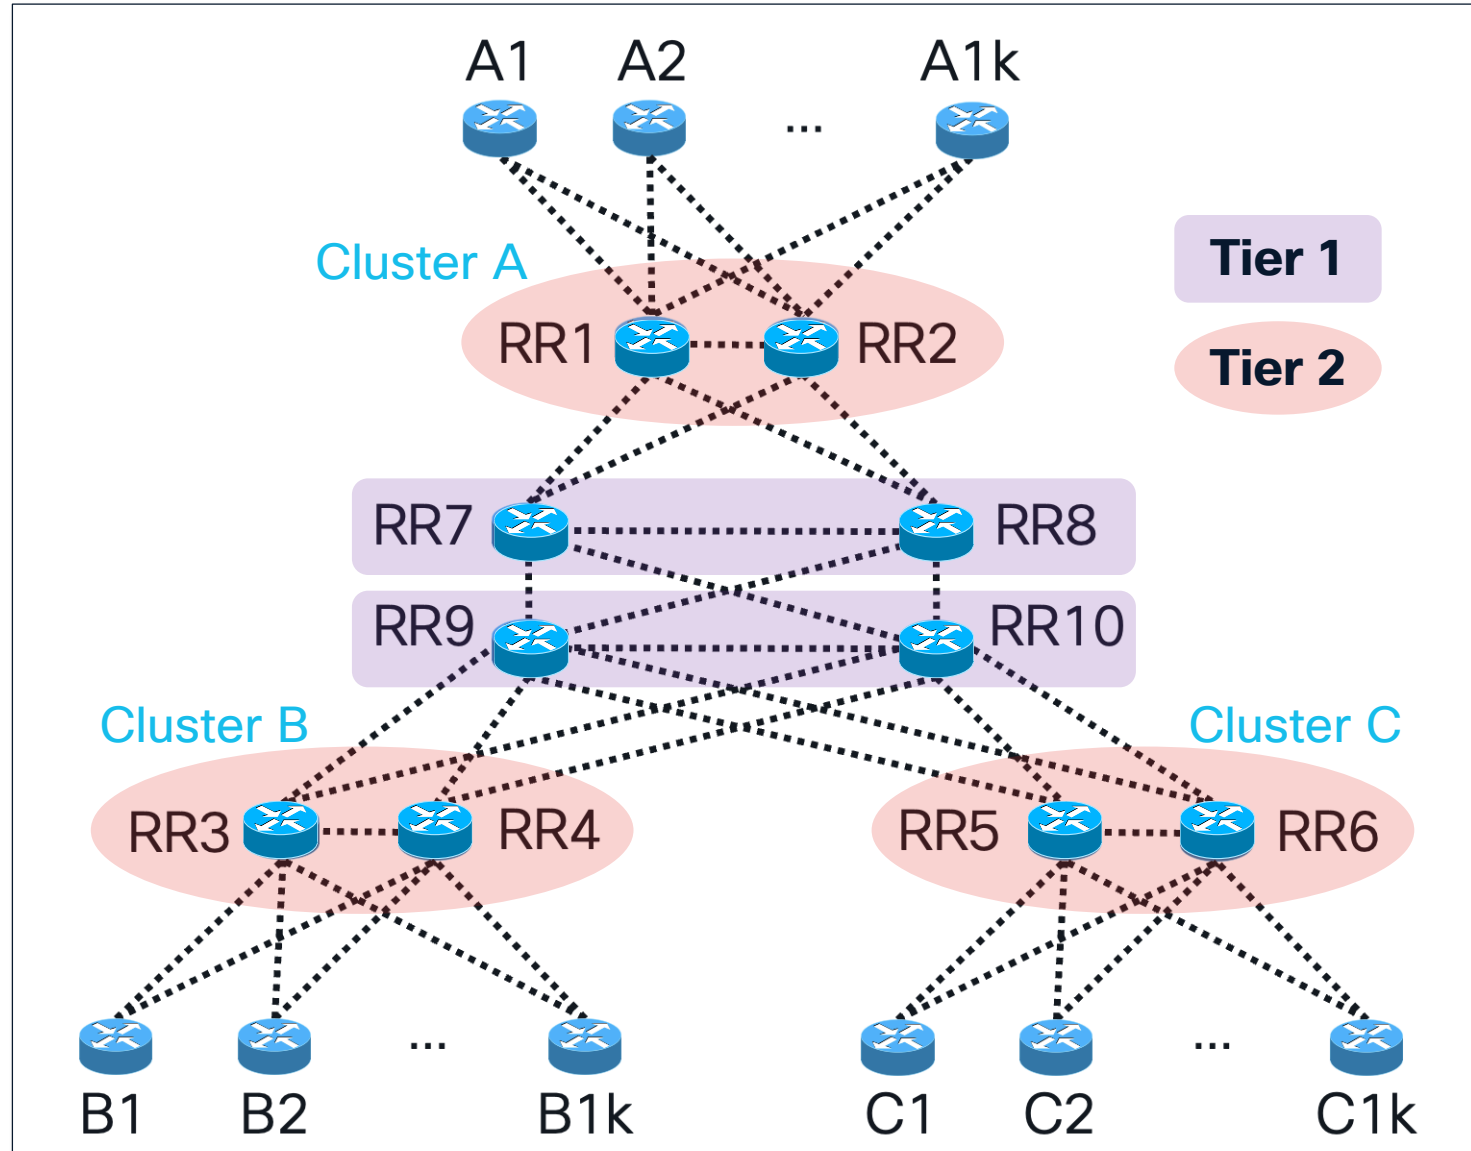 A1 A2 ... A1k
Cluster A
Tier 1
RR1 RR2
Tier 2
RR7 RR8
RR9 RR10
Cluster B Cluster C
RR3 RR4 RR5 RR6
... ...
B1 B2 B1k C1 C2 C1k